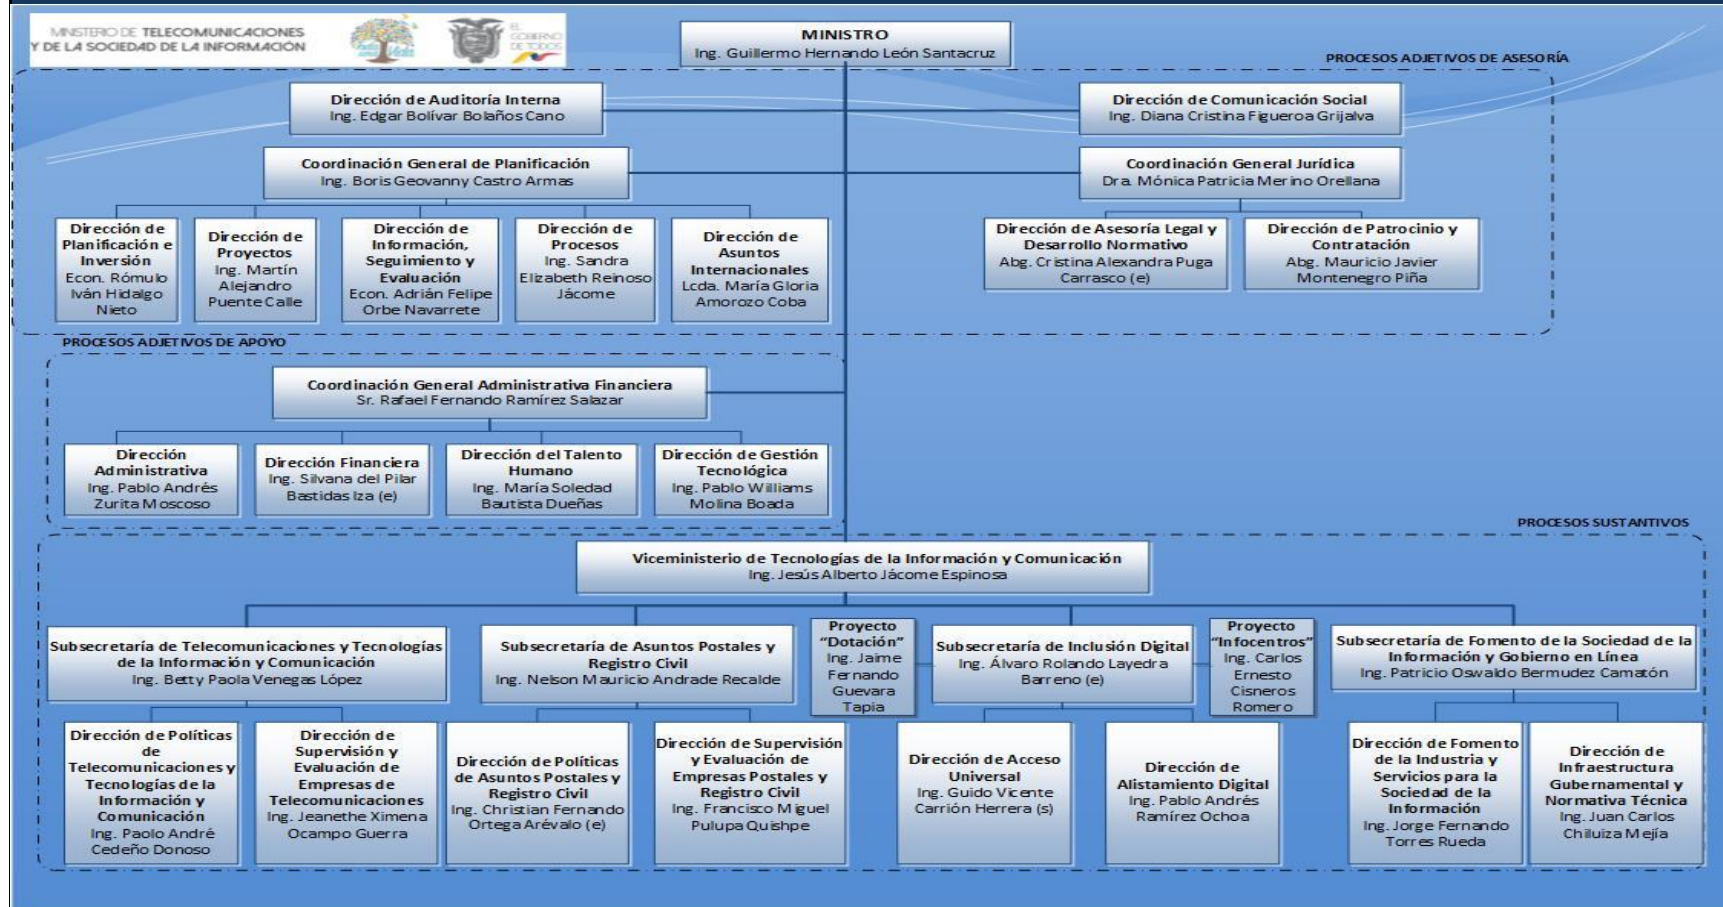 MINISTERIO DE TELECOMUNICACIONES
Y DE LA SOCIEDAD DE LA INFORMACIÓN
EL
GOBIERNO
DE TODOS
MINISTRO
Ing. Guillermo Hernando León Santacruz
PROCESOS ADJETIVOS DE ASESORÍA
Dirección de Auditoría Interna
Ing. Edgar Bolívar Bolaños Cano
Dirección de Comunicación Social
Ing. Diana Cristina Figueroa Grijalva
Coordinación General de Planificación
Ing. Boris Geovanny Castro Armas
Coordinación General Jurídica
Dra. Mónica Patricia Merino Orellana
Dirección de
Planificación e
Inversión
Econ. Rómulo
Iván Hidalgo
Nieto
Dirección de
Proyectos
Ing. Martín
Alejandro
Puente Calle
Dirección de
Información,
Seguimiento y
Evaluación
Econ. Adrián Felipe
Orbe Navarrete
Dirección de
Procesos
Ing. Sandra
Elizabeth Reinoso
Jácome
Dirección de
Asuntos
Internacionales
Lcda. María Gloria
Amorozo Coba
Dirección de Asesoría Legal y
Desarrollo Normativo
Abg. Cristina Alexandra Puga
Carrasco (e)
Dirección de Patrocinio y
Contratación
Abg. Mauricio Javier
Montenegro Piña
PROCESOS ADJETIVOS DE APOYO
Coordinación General Administrativa Financiera
Sr. Rafael Fernando Ramírez Salazar
Dirección
Administrativa
Ing. Pablo Andrés
Zurita Moscoso
Dirección Financiera
Ing. Silvana del Pilar
Bastidas Iza (e)
Dirección del Talento
Humano
Ing. María Soledad
Bautista Dueñas
Dirección de Gestión
Tecnológica
Ing. Pablo Williams
Molina Boada
PROCESOS SUSTANTIVOS
Viceministerio de Tecnologías de la Información y Comunicación
Ing. Jesús Alberto Jácome Espinosa
Subsecretaría de Telecomunicaciones y Tecnologías
de la Información y Comunicación
Ing. Betty Paola Venegas López
Subsecretaría de Asuntos Postales y
Registro Civil
Ing. Nelson Mauricio Andrade Recalde
Proyecto
“Dotación”
Ing. Jaime
Fernando
Guevara
Tapia
Subsecretaría de Inclusión Digital
Ing. Álvaro Rolando Layedra
Barreno (e)
Proyecto
“Infocentros”
Ing. Carlos
Ernesto
Cisneros
Romero
Subsecretaría de Fomento de la Sociedad de la
Información y Gobierno en Línea
Ing. Patricio Oswaldo Bermudez Camatón
Dirección de Políticas
de
Telecomunicaciones y
Tecnologías de la
Información y
Comunicación
Ing. Paolo André
Cedeño Donoso
Dirección de
Supervisión y
Evaluación de
Empresas de
Telecomunicaciones
Ing. Jeanethe Ximena
Ocampo Guerra
Dirección de Políticas
de Asuntos Postales y
Registro Civil
Ing. Christian Fernando
Ortega Arévalo (e)
Dirección de Supervisión
y Evaluación de
Empresas Postales y
Registro Civil
Ing. Francisco Miguel
Pulupa Quishpe
Dirección de Acceso
Universal
Ing. Guido Vicente
Carrión Herrera (s)
Dirección de
Alistamiento Digital
Ing. Pablo Andrés
Ramírez Ochoa
Dirección de Fomento
de la Industria y
Servicios para la
Sociedad de la
Información
Ing. Jorge Fernando
Torres Rueda
Dirección de
Infraestructura
Gubernamental y
Normativa Técnica
Ing. Juan Carlos
Chiluiza Mejía